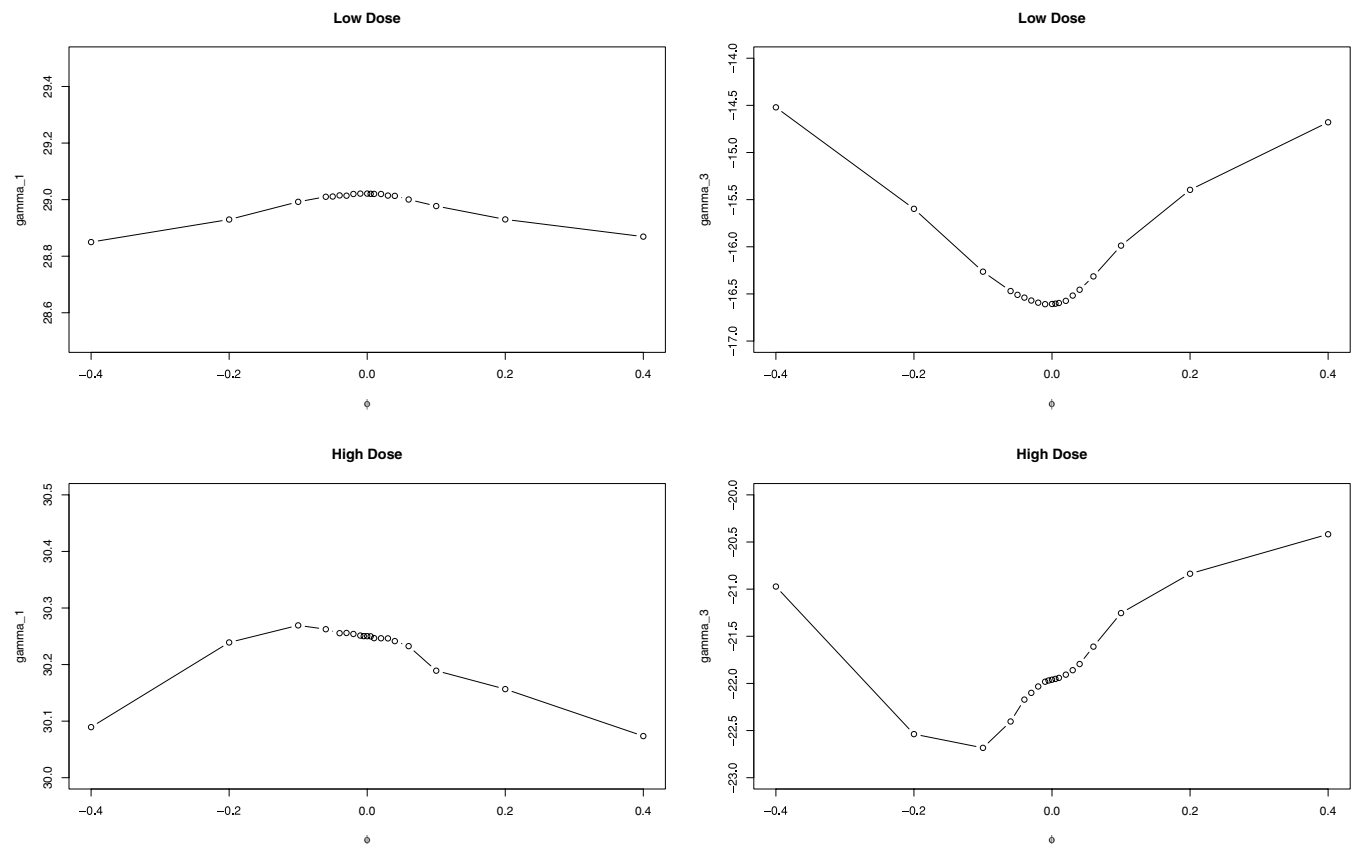 Low Dose
gamma_1
29.4
29.2
29.0
28.8
28.6
−0.4 −0.2 0.0 0.2 0.4
ϕ
Low Dose
gamma_3
−14.0
−14.5
−15.0
−15.5
−16.0
−16.5
−17.0
−0.4 −0.2 0.0 0.2 0.4
ϕ
High Dose
gamma_1
30.5
30.4
30.3
30.2
30.1
30.0
−0.4 −0.2 0.0 0.2 0.4
ϕ
High Dose
gamma_3
−20.0
−20.5
−21.0
−21.5
−22.0
−22.5
−23.0
−0.4 −0.2 0.0 0.2 0.4
ϕ